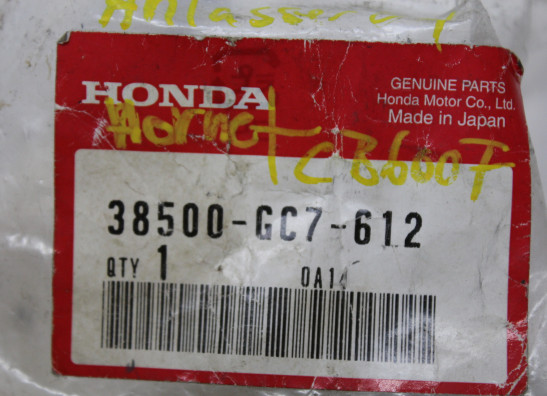 HONDA
GENUINE PARTS
Honda Motor Co., Ltd.
Made in Japan
Hornet
CB600F
38500-GC7-612
QTY 1
0A14